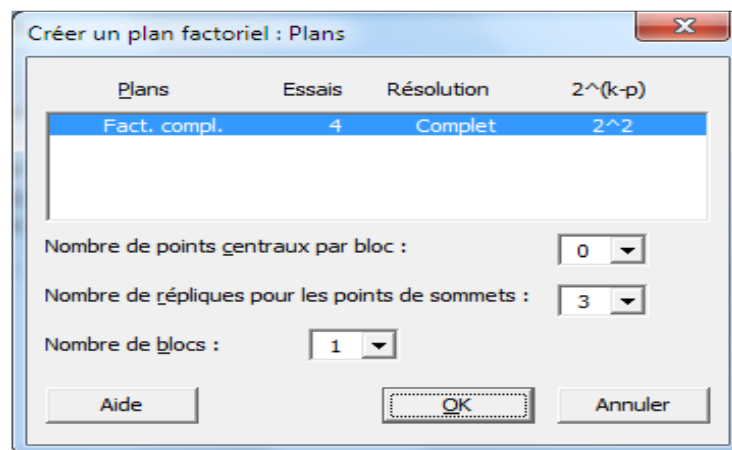 Créer un plan factoriel : Plans
Plans Essais Résolution 2^(k-p)
Fact. compl. 4 Complet 2^2
Nombre de points centraux par bloc : 0
Nombre de répliques pour les points de sommets : 3
Nombre de blocs : 1
Aide OK Annuler